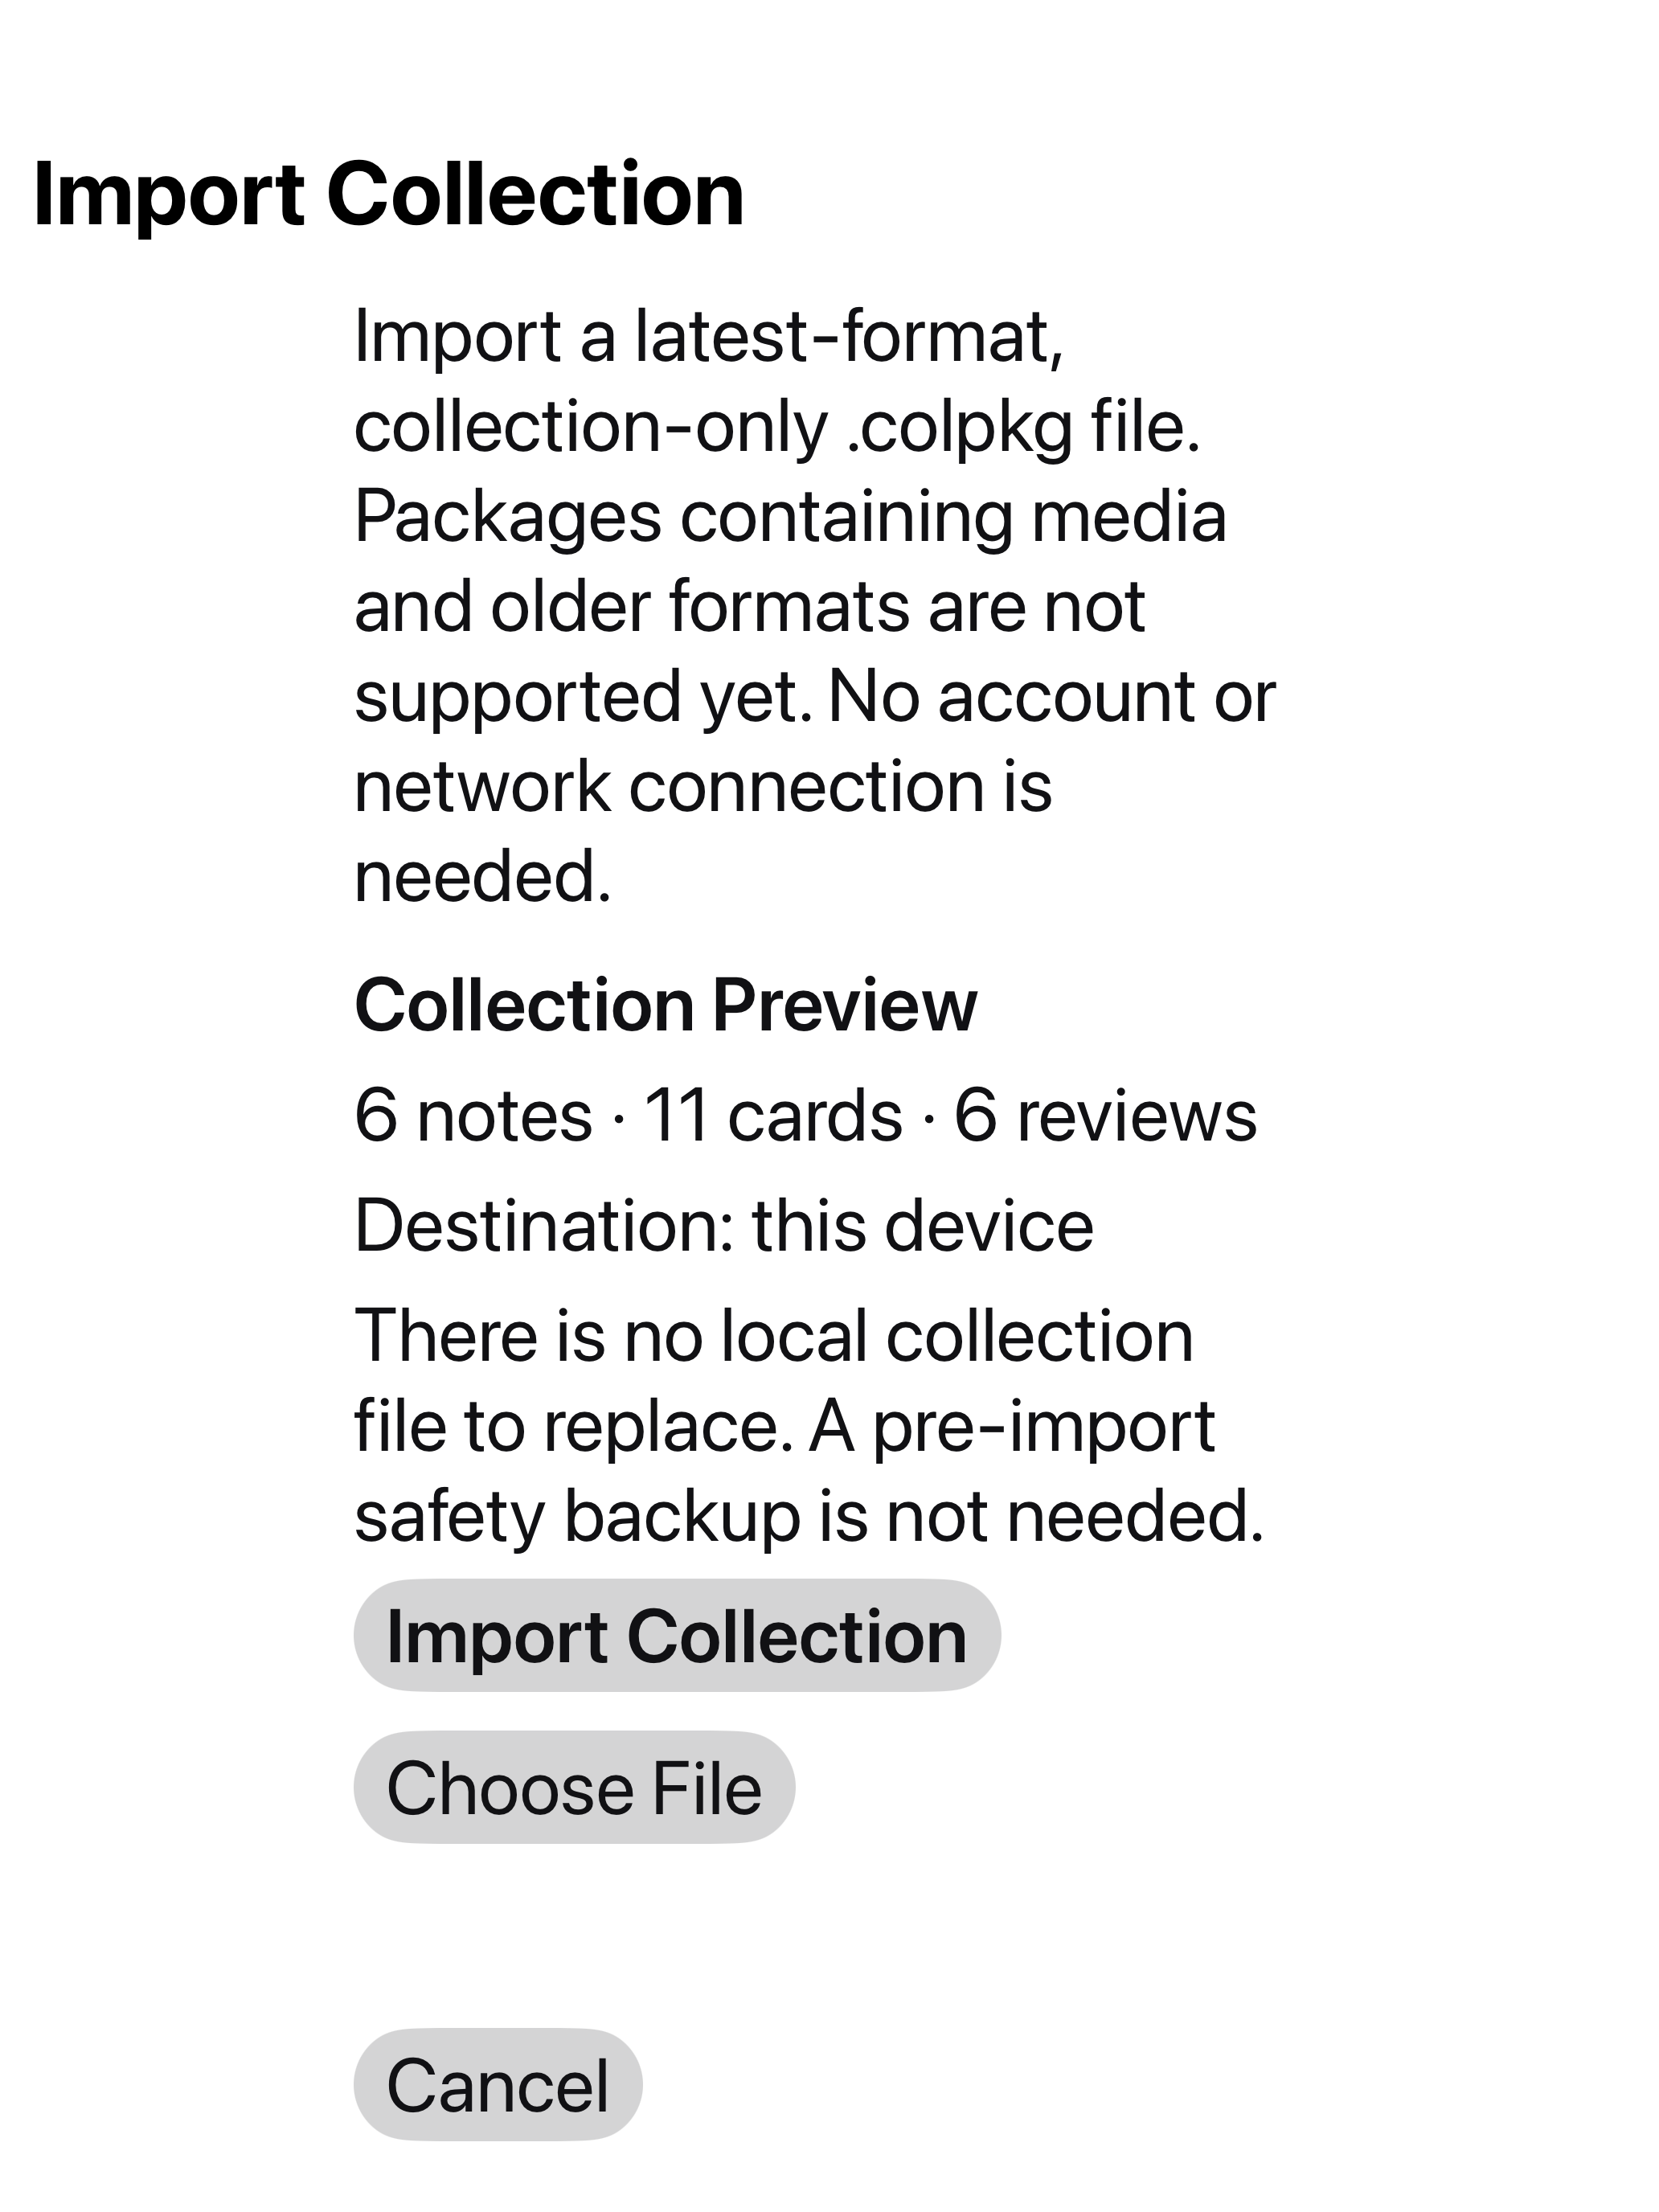 Import Collection
Import a latest-format,
collection-only .colpkg file.
Packages containing media
and older formats are not
supported yet. No account or
network connection is
needed.
Collection Preview
6 notes · 11 cards · 6 reviews
Destination: this device
There is no local collection
file to replace. A pre-import
safety backup is not needed.
Import Collection
Choose File
Cancel